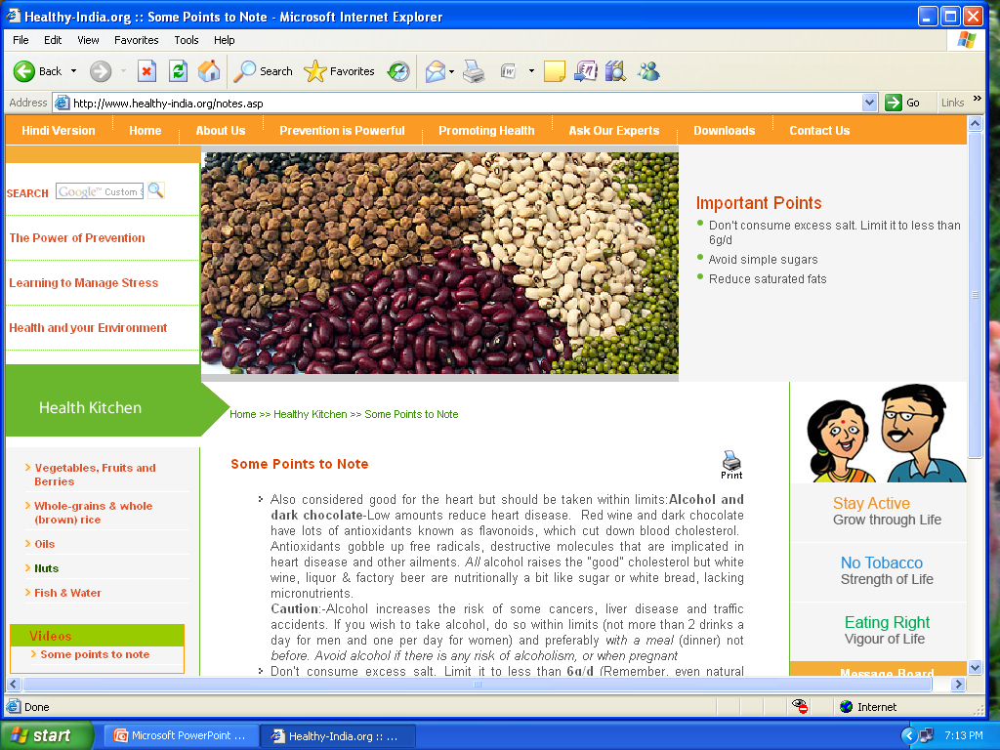 Healthy-India.org :: Some Points to Note - Microsoft Internet Explorer
File Edit View Favorites Tools Help
Back Search Favorites
Address http://www.healthy-india.org/notes.asp Go Links »
Hindi Version Home About Us Prevention is Powerful Promoting Health Ask Our Experts Downloads Contact Us
SEARCH Google™ Custom
The Power of Prevention
Learning to Manage Stress
Health and your Environment
Important Points
Don't consume excess salt. Limit it to less than
6g/d
Avoid simple sugars
Reduce saturated fats
Health Kitchen
Home >> Healthy Kitchen >> Some Points to Note
Vegetables, Fruits and
Berries
Whole-grains & whole
(brown) rice
Oils
Nuts
Fish & Water
Videos
Some points to note
Some Points to Note
Print
Also considered good for the heart but should be taken within limits:Alcohol and
dark chocolate-Low amounts reduce heart disease. Red wine and dark chocolate
have lots of antioxidants known as flavonoids, which cut down blood cholesterol.
Antioxidants gobble up free radicals, destructive molecules that are implicated in
heart disease and other ailments. All alcohol raises the "good" cholesterol but white
wine, liquor & factory beer are nutritionally a bit like sugar or white bread, lacking
micronutrients.
Caution:-Alcohol increases the risk of some cancers, liver disease and traffic
accidents. If you wish to take alcohol, do so within limits (not more than 2 drinks a
day for men and one per day for women) and preferably with a meal (dinner) not
before. Avoid alcohol if there is any risk of alcoholism, or when pregnant
Don't consume excess salt. Limit it to less than 6g/d (Remember, even natural
Stay Active
Grow through Life
No Tobacco
Strength of Life
Eating Right
Vigour of Life
Message Board
Done Internet
start Microsoft PowerPoint ... Healthy-India.org :: ... 7:13 PM